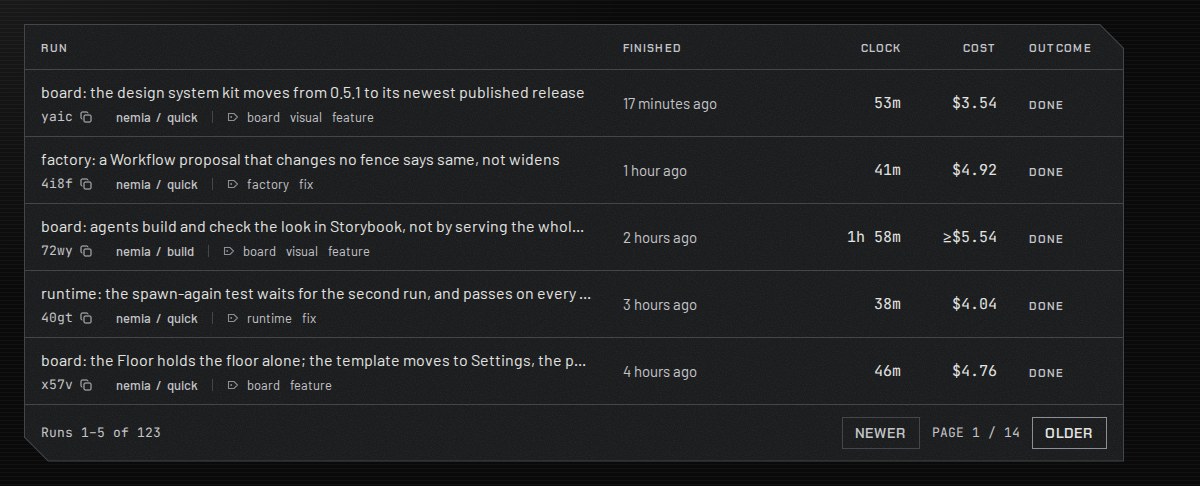 RUN FINISHED CLOCK COST OUTCOME
board: the design system kit moves from 0.5.1 to its newest published release
17 minutes ago 53m $3.54 DONE
yaic nemla / quick board visual feature
factory: a Workflow proposal that changes no fence says same, not widens
1 hour ago 41m $4.92 DONE
4i8f nemla / quick factory fix
board: agents build and check the look in Storybook, not by serving the whol...
2 hours ago 1h 58m ≥$5.54 DONE
72wy nemla / build board visual feature
runtime: the spawn-again test waits for the second run, and passes on every ...
3 hours ago 38m $4.04 DONE
40gt nemla / quick runtime fix
board: the Floor holds the floor alone; the template moves to Settings, the p...
4 hours ago 46m $4.76 DONE
x57v nemla / quick board feature
Runs 1–5 of 123 NEWER PAGE 1 / 14 OLDER